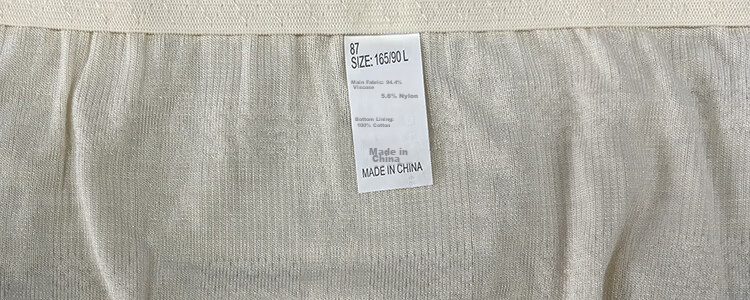 87
SIZE: 165/90 L
Main Fabric: 94.4%
Viscose
5.6% Nylon
Bottom Lining:
100% Cotton
Made in
China
MADE IN CHINA